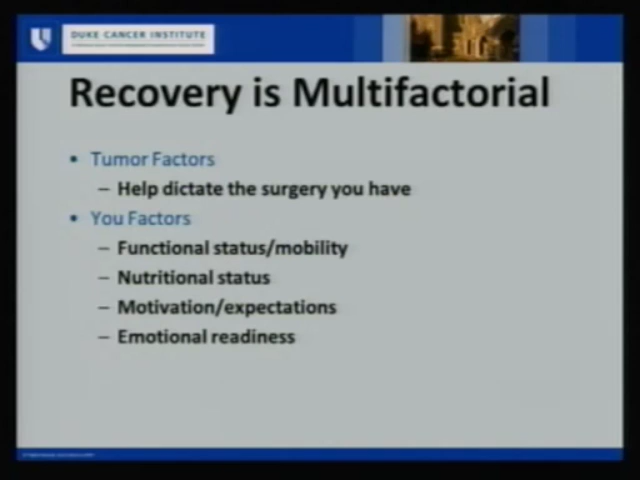 DUKE CANCER INSTITUTE
Recovery is Multifactorial
• Tumor Factors
– Help dictate the surgery you have
• You Factors
– Functional status/mobility
– Nutritional status
– Motivation/expectations
– Emotional readiness